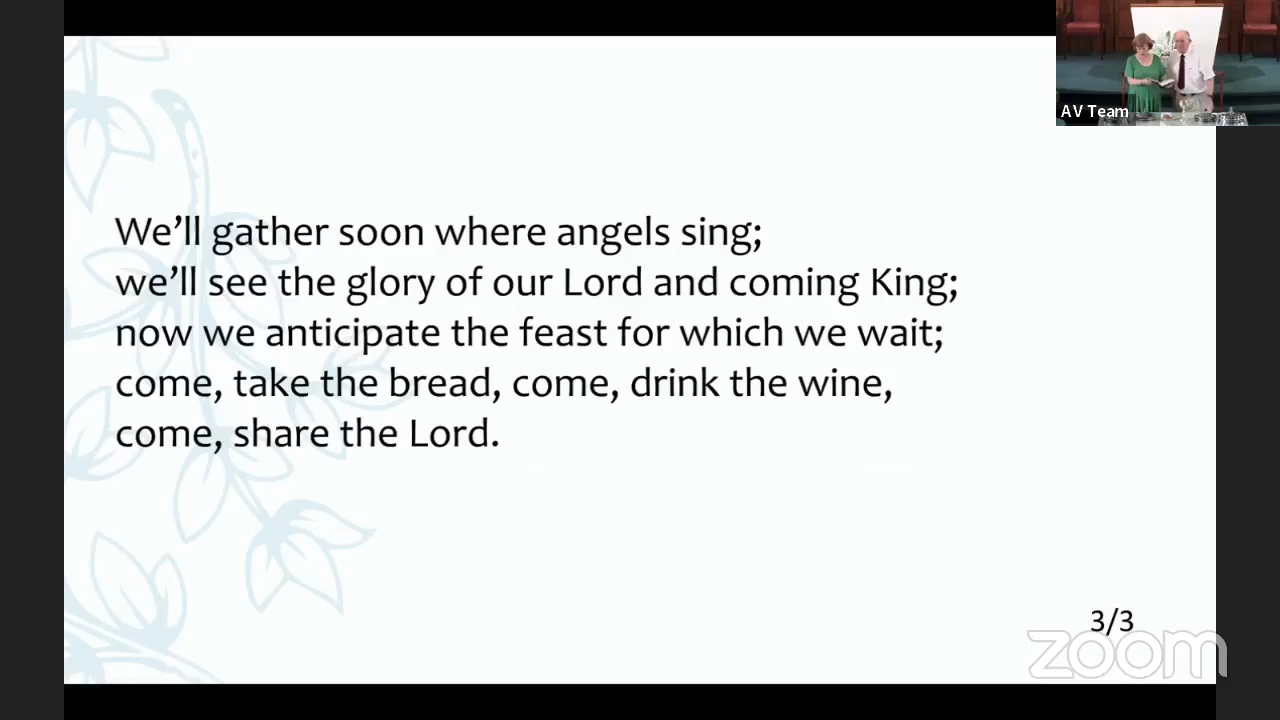 AV Team
We’ll gather soon where angels sing;
we’ll see the glory of our Lord and coming King;
now we anticipate the feast for which we wait;
come, take the bread, come, drink the wine,
come, share the Lord.
3/3
zoom